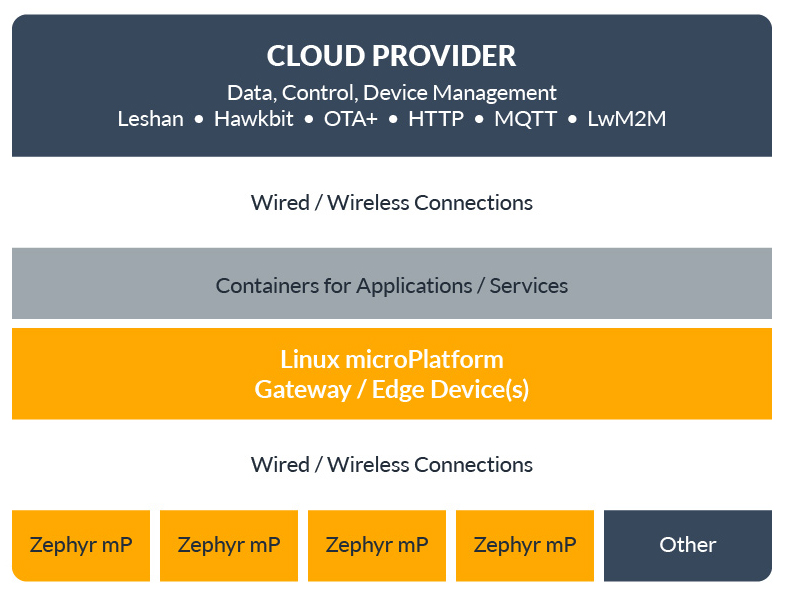 CLOUD PROVIDER
Data, Control, Device Management
Leshan • Hawkbit • OTA+ • HTTP • MQTT • LwM2M
Wired / Wireless Connections
Containers for Applications / Services
Linux microPlatform
Gateway / Edge Device(s)
Wired / Wireless Connections
Zephyr mP Zephyr mP Zephyr mP Zephyr mP Other